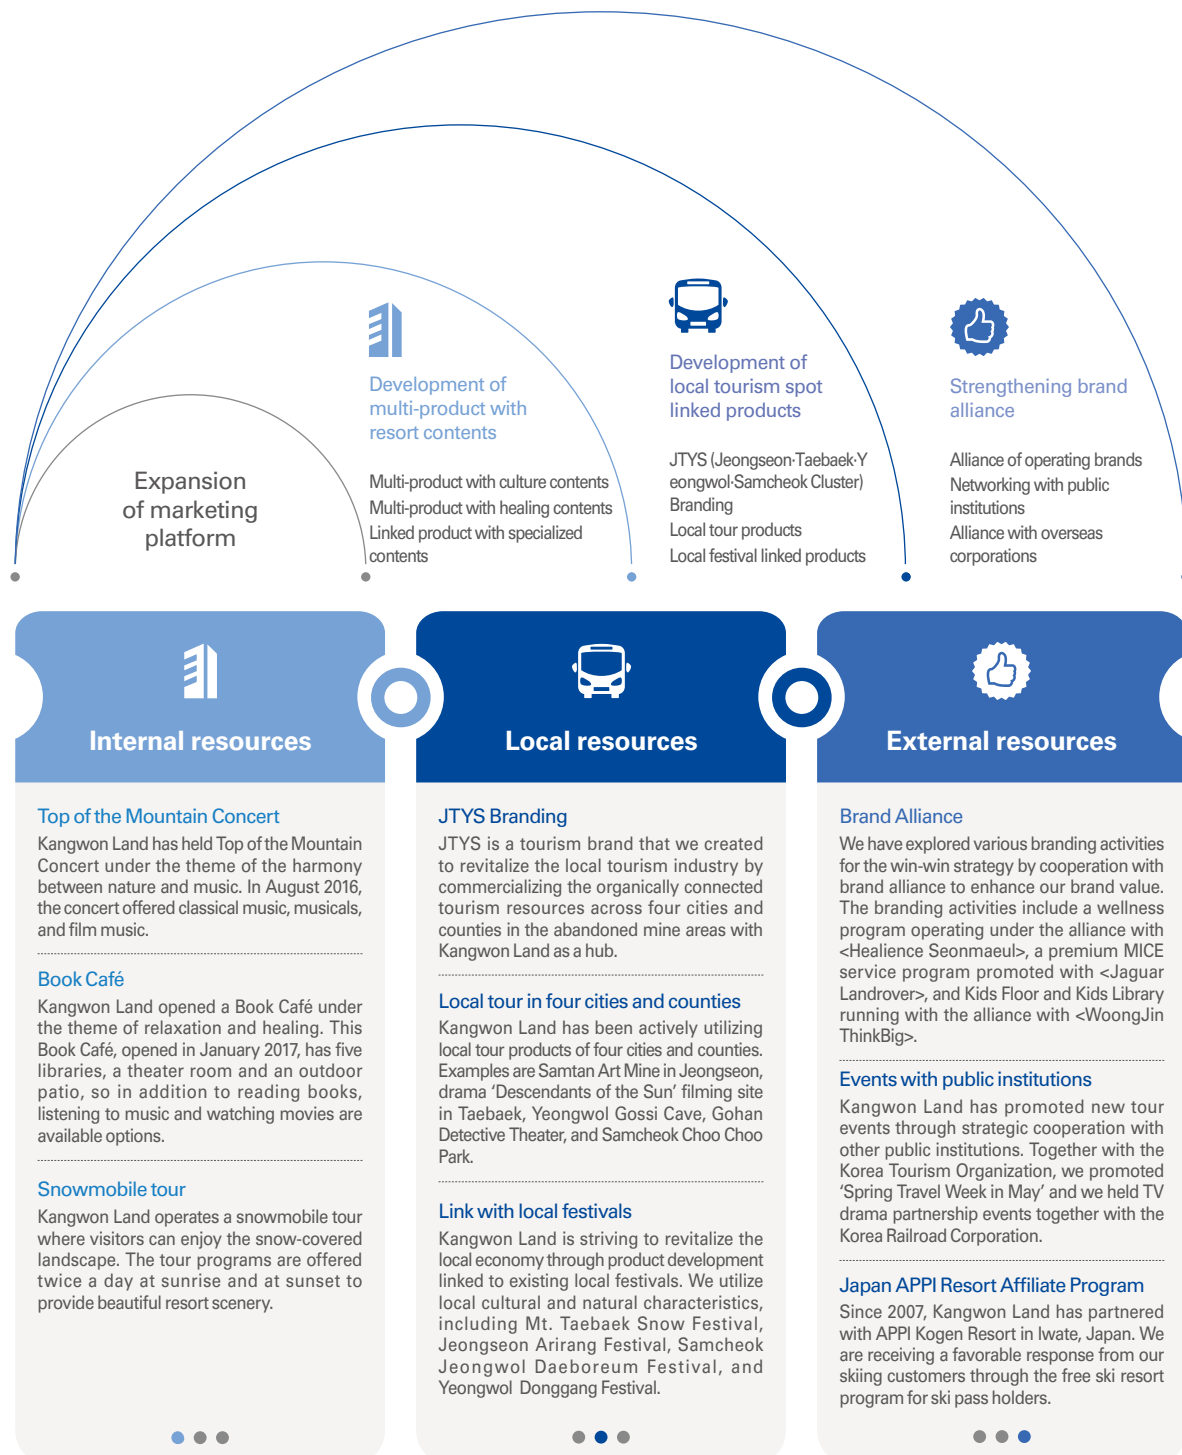 Expansion
of marketing
platform
Development of
multi-product with
resort contents
Multi-product with culture contents
Multi-product with healing contents
Linked product with specialized
contents
Development of
local tourism spot
linked products
JTYS (Jeongseon·Taebaek·Y
eongwol·Samcheok Cluster)
Branding
Local tour products
Local festival linked products
Strengthening brand
alliance
Alliance of operating brands
Networking with public
institutions
Alliance with overseas
corporations
Internal resources
Top of the Mountain Concert
Kangwon Land has held Top of the Mountain
Concert under the theme of the harmony
between nature and music. In August 2016,
the concert offered classical music, musicals,
and film music.
Book Café
Kangwon Land opened a Book Café under
the theme of relaxation and healing. This
Book Café, opened in January 2017, has five
libraries, a theater room and an outdoor
patio, so in addition to reading books,
listening to music and watching movies are
available options.
Snowmobile tour
Kangwon Land operates a snowmobile tour
where visitors can enjoy the snow-covered
landscape. The tour programs are offered
twice a day at sunrise and at sunset to
provide beautiful resort scenery.
Local resources
JTYS Branding
JTYS is a tourism brand that we created
to revitalize the local tourism industry by
commercializing the organically connected
tourism resources across four cities and
counties in the abandoned mine areas with
Kangwon Land as a hub.
Local tour in four cities and counties
Kangwon Land has been actively utilizing
local tour products of four cities and counties.
Examples are Samtan Art Mine in Jeongseon,
drama 'Descendants of the Sun' filming site
in Taebaek, Yeongwol Gossi Cave, Gohan
Detective Theater, and Samcheok Choo Choo
Park.
Link with local festivals
Kangwon Land is striving to revitalize the
local economy through product development
linked to existing local festivals. We utilize
local cultural and natural characteristics,
including Mt. Taebaek Snow Festival,
Jeongseon Arirang Festival, Samcheok
Jeongwol Daeboreum Festival, and
Yeongwol Donggang Festival.
External resources
Brand Alliance
We have explored various branding activities
for the win-win strategy by cooperation with
brand alliance to enhance our brand value.
The branding activities include a wellness
program operating under the alliance with
<Healience Seonmaeul>, a premium MICE
service program promoted with <Jaguar
Landrover>, and Kids Floor and Kids Library
running with the alliance with <WoongJin
ThinkBig>.
Events with public institutions
Kangwon Land has promoted new tour
events through strategic cooperation with
other public institutions. Together with the
Korea Tourism Organization, we promoted
'Spring Travel Week in May' and we held TV
drama partnership events together with the
Korea Railroad Corporation.
Japan APPI Resort Affiliate Program
Since 2007, Kangwon Land has partnered
with APPI Kogen Resort in Iwate, Japan. We
are receiving a favorable response from our
skiing customers through the free ski resort
program for ski pass holders.